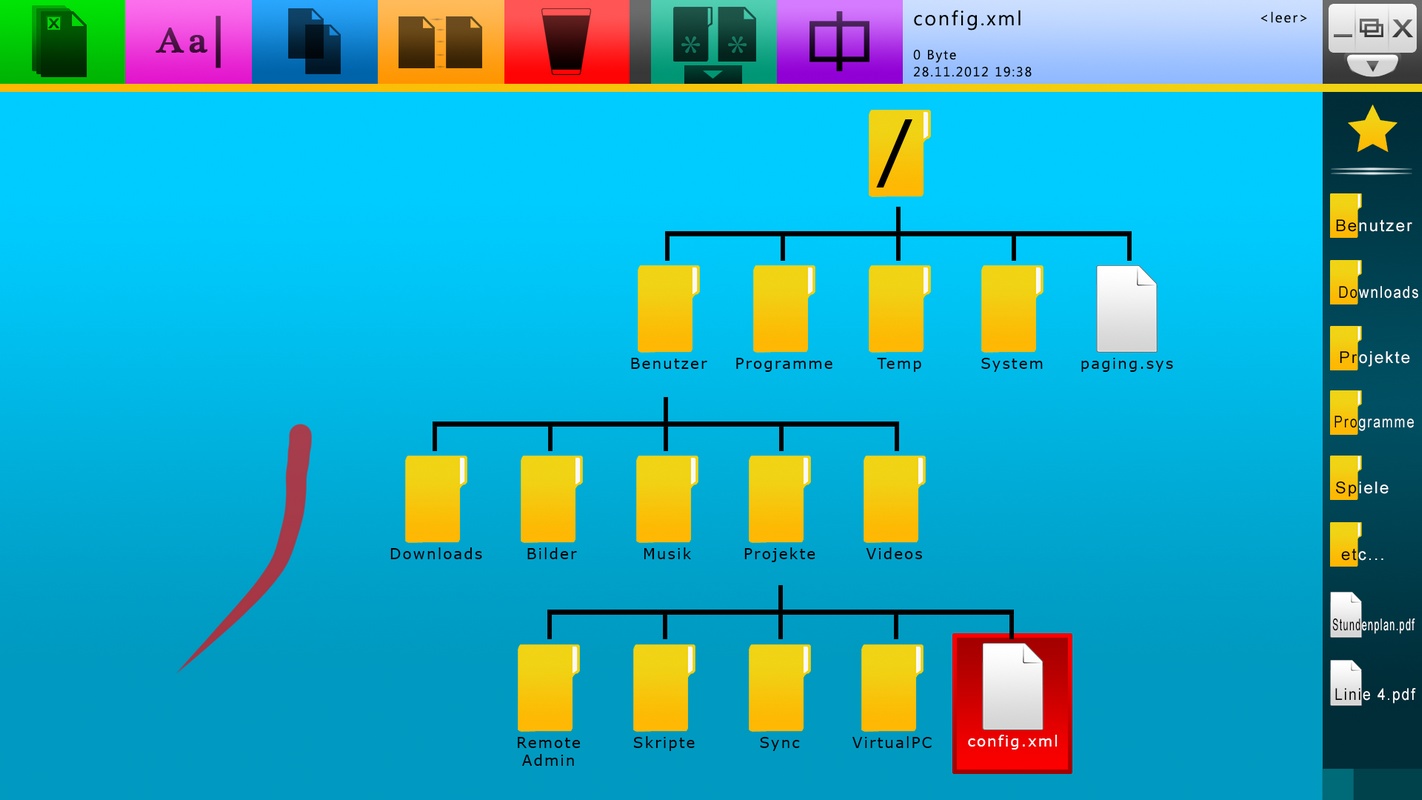 Aa
config.xml
<leer>
0 Byte
28.11.2012 19:38
/
Benutzer
Programme
Temp
System
paging.sys
Downloads
Bilder
Musik
Projekte
Videos
Remote
Admin
Skripte
Sync
VirtualPC
config.xml
Benutzer
Downloads
Projekte
Programme
Spiele
etc...
Stundenplan.pdf
Linie 4.pdf